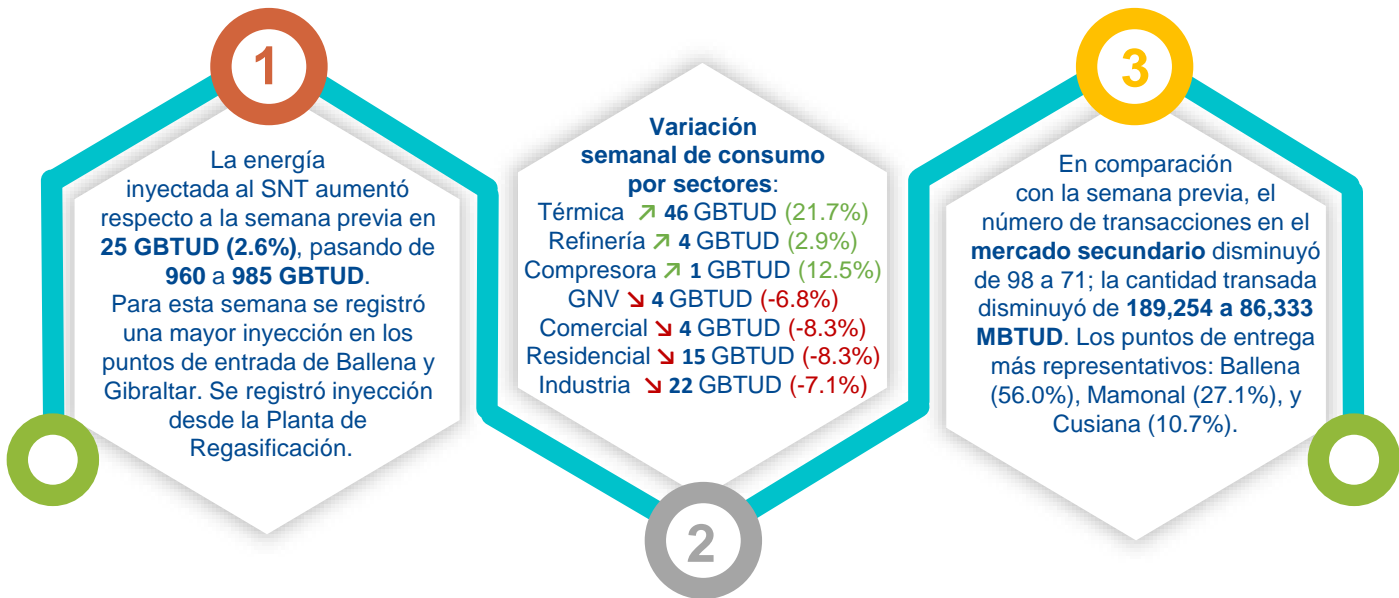 1
La energía
inyectada al SNT aumentó
respecto a la semana previa en
25 GBTUD (2.6%), pasando de
960 a 985 GBTUD.
Para esta semana se registró
una mayor inyección en los
puntos de entrada de Ballena y
Gibraltar. Se registró inyección
desde la Planta de
Regasificación.
Variación
semanal de consumo
por sectores:
Térmica ↗ 46 GBTUD (21.7%)
Refinería ↗ 4 GBTUD (2.9%)
Compresora ↗ 1 GBTUD (12.5%)
GNV ↘ 4 GBTUD (-6.8%)
Comercial ↘ 4 GBTUD (-8.3%)
Residencial ↘ 15 GBTUD (-8.3%)
Industria ↘ 22 GBTUD (-7.1%)
2
3
En comparación
con la semana previa, el
número de transacciones en el
mercado secundario disminuyó
de 98 a 71; la cantidad transada
disminuyó de 189,254 a 86,333
MBTUD. Los puntos de entrega
más representativos: Ballena
(56.0%), Mamonal (27.1%), y
Cusiana (10.7%).